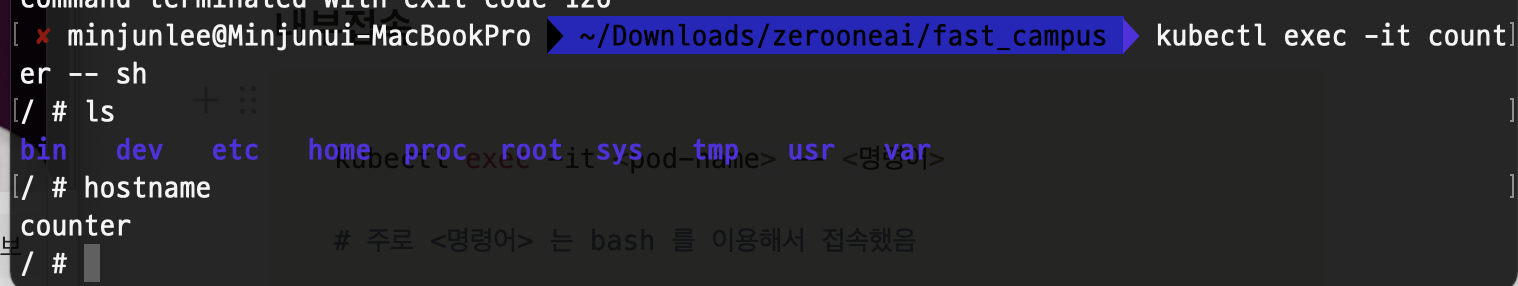 command terminated with exit code 126
내부접속
[ ✘ minjunlee@Minjunui-MacBookPro ~/Downloads/zerooneai/fast_campus kubectl exec -it count]
er -- sh
[/ # ls ]
bin dev etc home proc root sys tmp usr var
kubectl exec -it <pod-name> -- <명령어>
[/ # hostname ]
counter
# 주로 <명령어> 는 bash 를 이용해서 접속했음
/ #